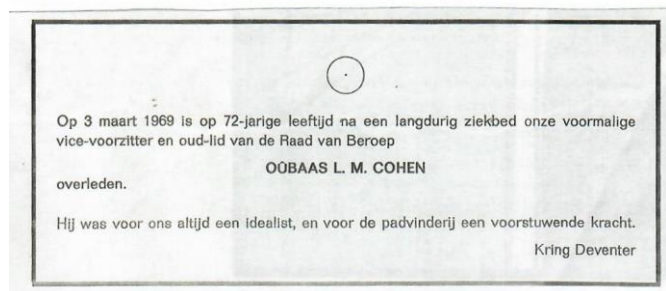 Op 3 maart 1969 is op 72-jarige leeftijd na een langdurig ziekbed onze voormalige
vice-voorzitter en oud-lid van de Raad van Beroep
OÛBAAS L. M. COHEN
overleden.
Hij was voor ons altijd een idealist, en voor de padvinderij een voorstuwende kracht.
Kring Deventer